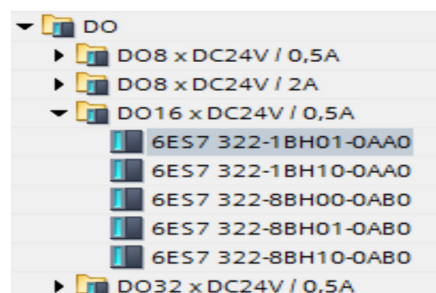 DO
DO8 x DC24V / 0,5A
DO8 x DC24V / 2A
DO16 x DC24V / 0,5A
6ES7 322-1BH01-0AA0
6ES7 322-1BH10-0AA0
6ES7 322-8BH00-0AB0
6ES7 322-8BH01-0AB0
6ES7 322-8BH10-0AB0
DO32 x DC24V / 0,5A